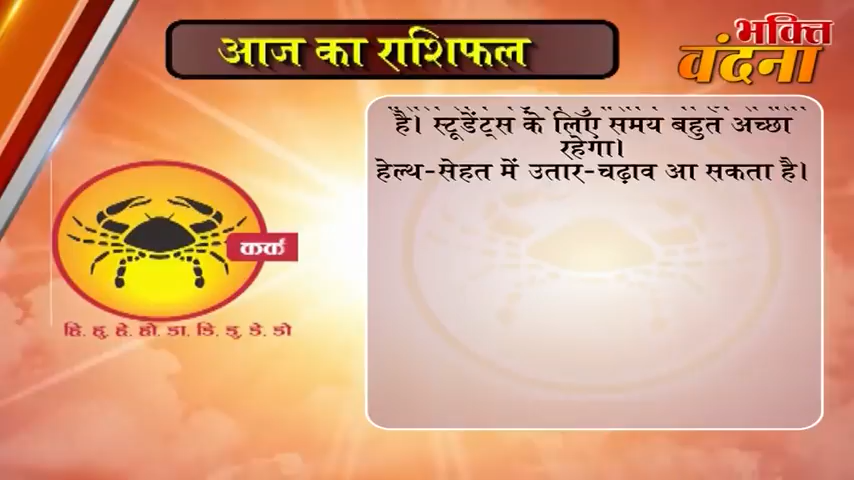 आज का राशिफल
भक्ति
वंदना
है। स्टूडेंट्स के लिए समय बहुत अच्छा
रहेगा।
हेल्थ-सेहत में उतार-चढ़ाव आ सकता है।
कर्क
हि. हु. हे. हो. डा. डि. डु. डे. डो